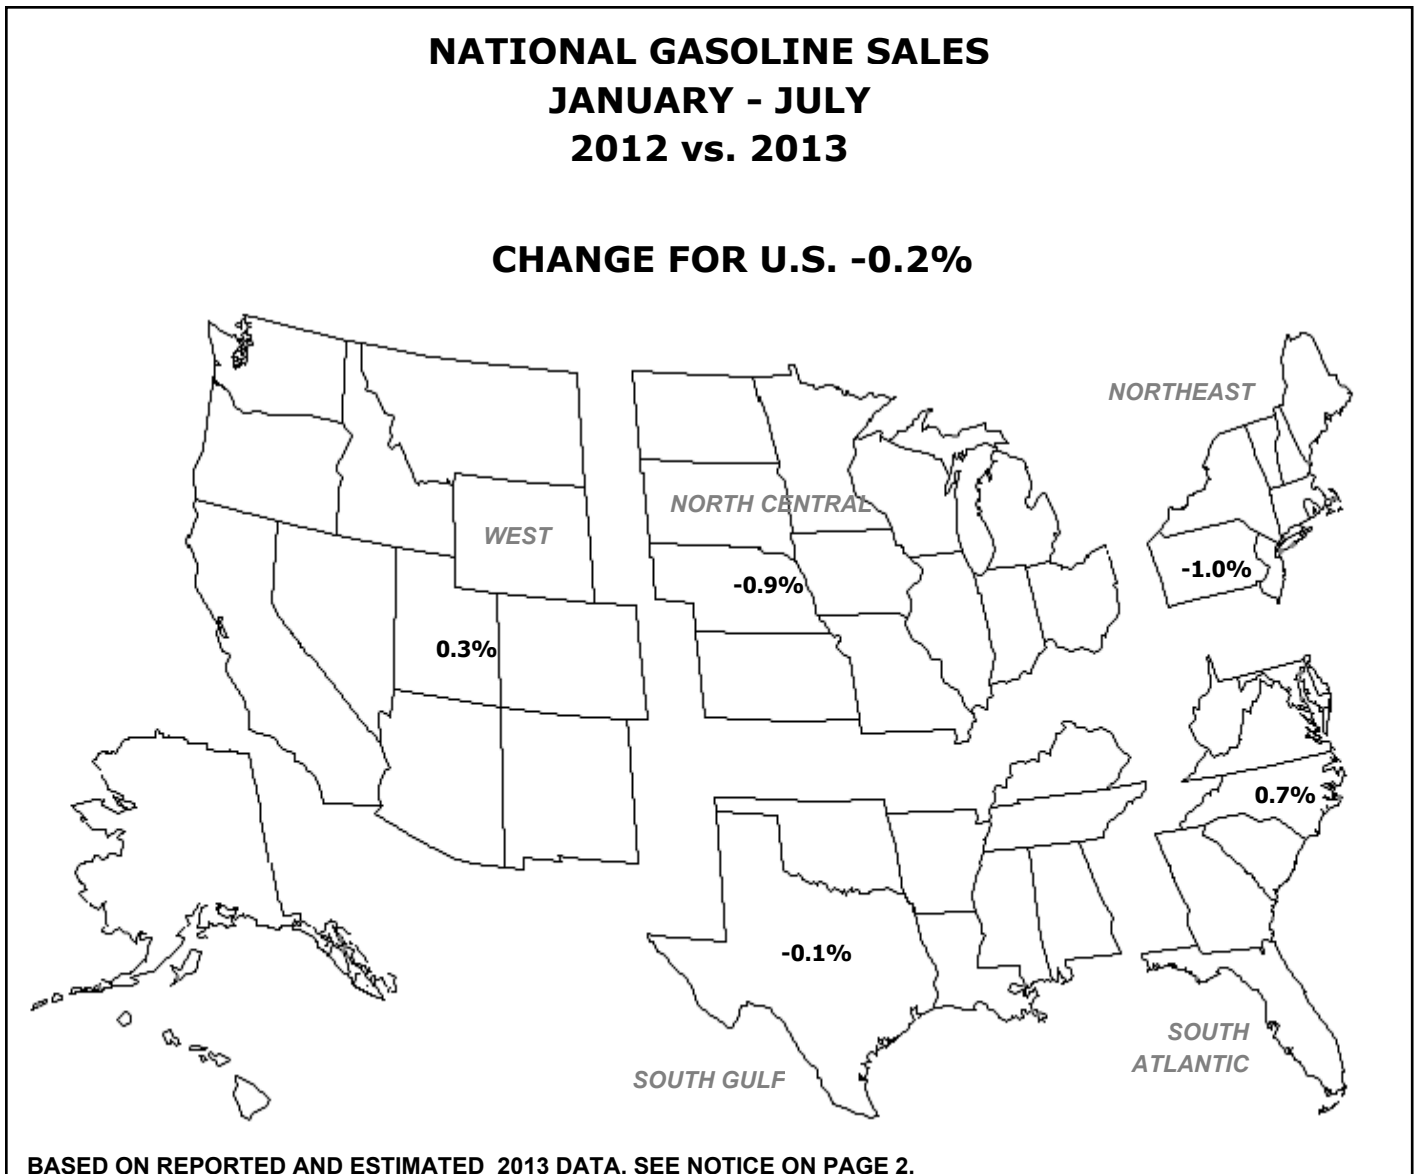 NATIONAL GASOLINE SALES
JANUARY - JULY
2012 vs. 2013
CHANGE FOR U.S. -0.2%
NORTHEAST
NORTH CENTRAL
WEST
-1.0%
-0.9%
0.3%
0.7%
-0.1%
SOUTH
ATLANTIC
SOUTH GULF
BASED ON REPORTED AND ESTIMATED 2013 DATA. SEE NOTICE ON PAGE 2.